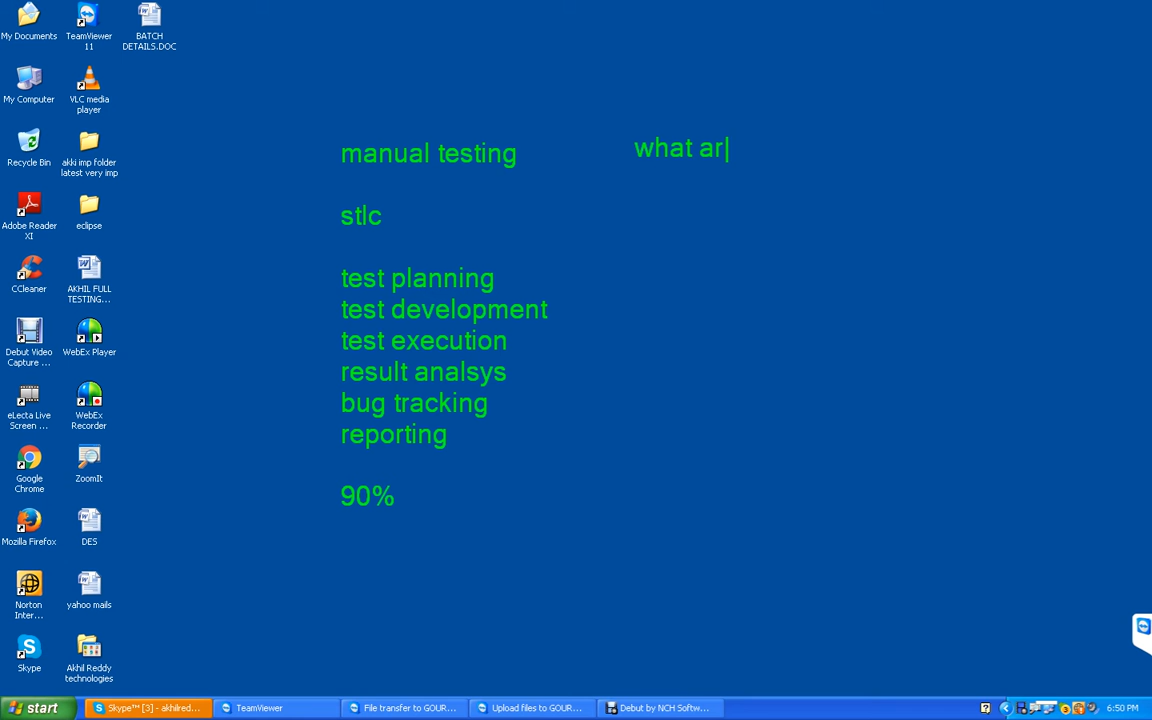 My Documents
TeamViewer
11
BATCH
DETAILS.DOC
My Computer
VLC media
player
Recycle Bin
akki imp folder
latest very imp
Adobe Reader
XI
eclipse
CCleaner
AKHIL FULL
TESTING...
Debut Video
Capture ...
WebEx Player
eLecta Live
Screen ...
WebEx
Recorder
Google
Chrome
ZoomIt
Mozilla Firefox
DES
Norton
Inter...
yahoo mails
Skype
Akhil Reddy
technologies
manual testing
stlc
test planning
test development
test execution
result analsys
bug tracking
reporting
90%
what ar
start
Skype™ [3] - akhilred...
TeamViewer
File transfer to GOUR...
Upload files to GOUR...
Debut by NCH Softw...
6:50 PM